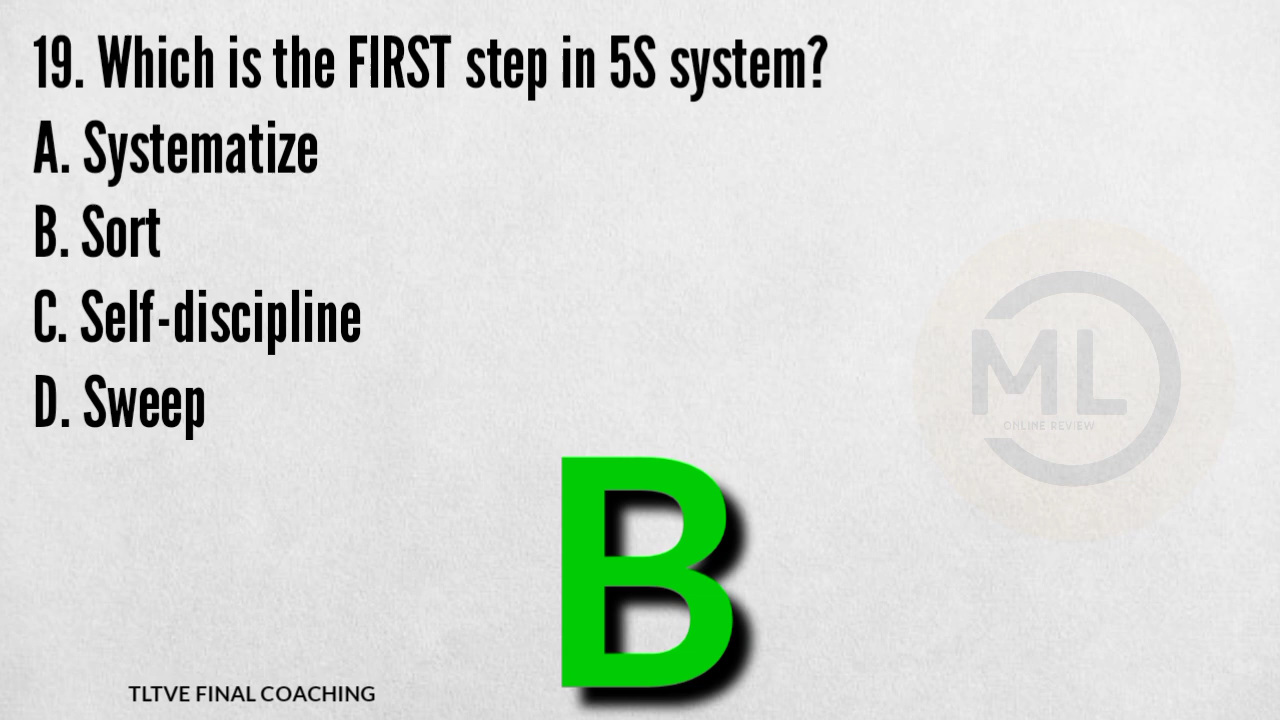 19. Which is the FIRST step in 5S system?
A. Systematize
B. Sort
C. Self-discipline
D. Sweep
ML
ONLINE REVIEW
B
TLTVE FINAL COACHING